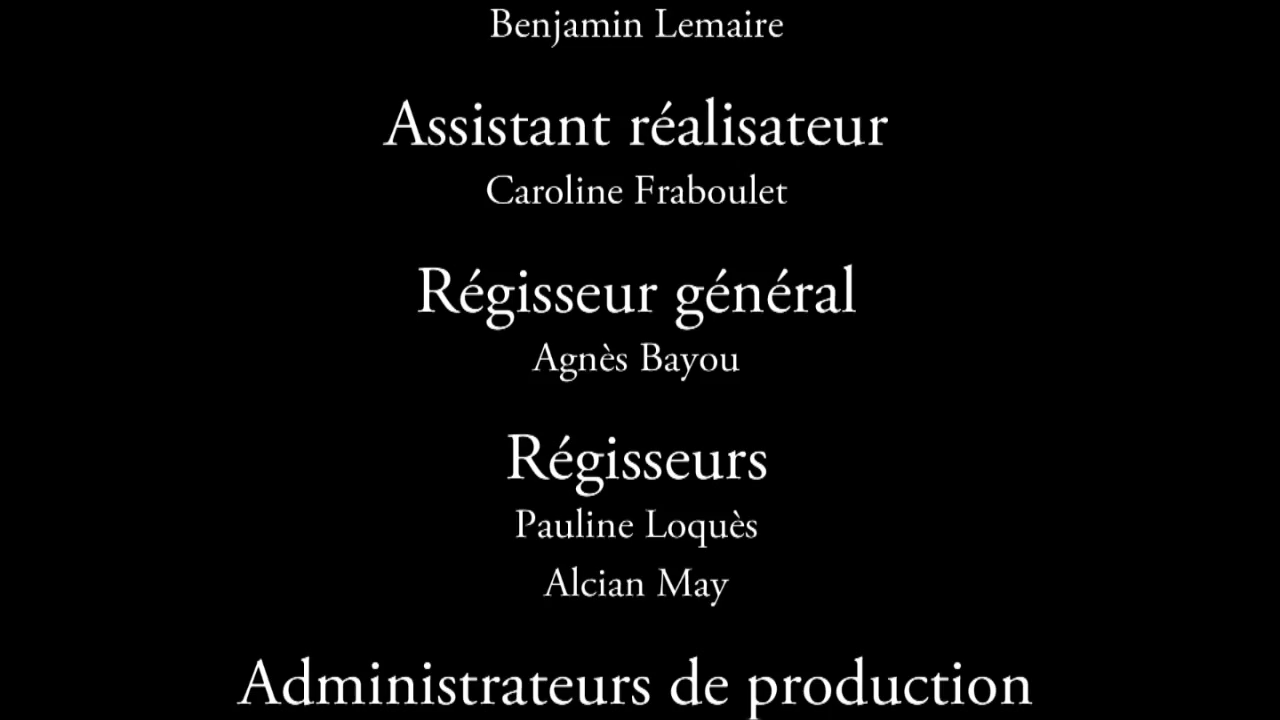 Benjamin Lemaire
Assistant réalisateur
Caroline Fraboulet
Régisseur général
Agnès Bayou
Régisseurs
Pauline Loquès
Alcian May
Administrateurs de production